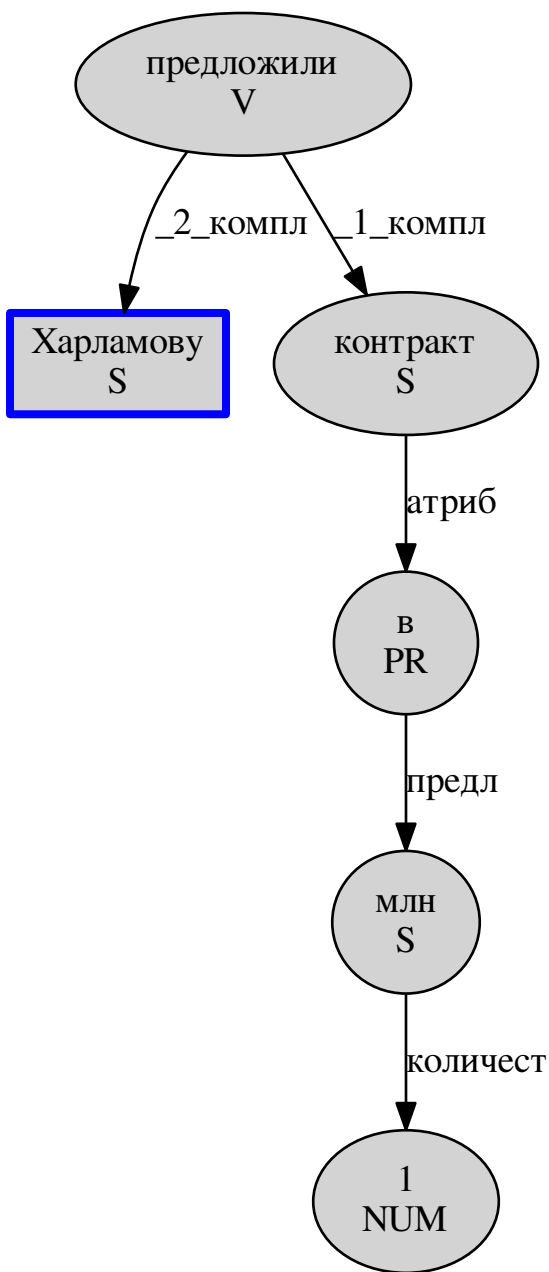 предложили
V
_2_компл
_1_компл
Харламову
S
контракт
S
атриб
в
PR
предл
млн
S
количест
1
NUM